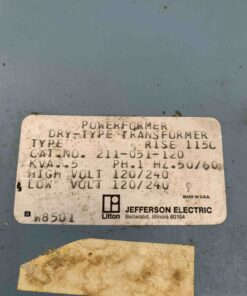 POWERFORMER
DRY-TYPE TRANSFORMER
TYPE RISE 115C
CAT.NO. 211-051-120
KVA..5 PH.1 HZ.50/60
HIGH VOLT 120/240
LOW VOLT 120/240
MADE IN U.S.A.
Litton JEFFERSON ELECTRIC
Bellwood, Illinois 60104
W8501